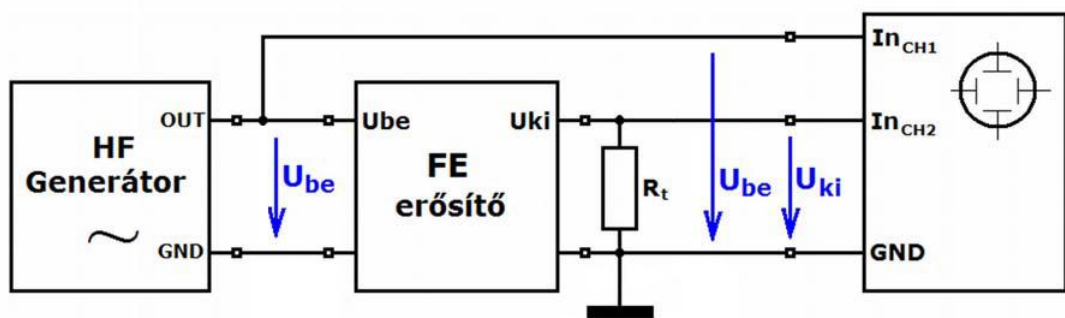 HF
Generátor
~
OUT
GND
U_be
Ube
Uki
FE
erősítő
R_t
U_be
U_ki
In_CH1
In_CH2
GND